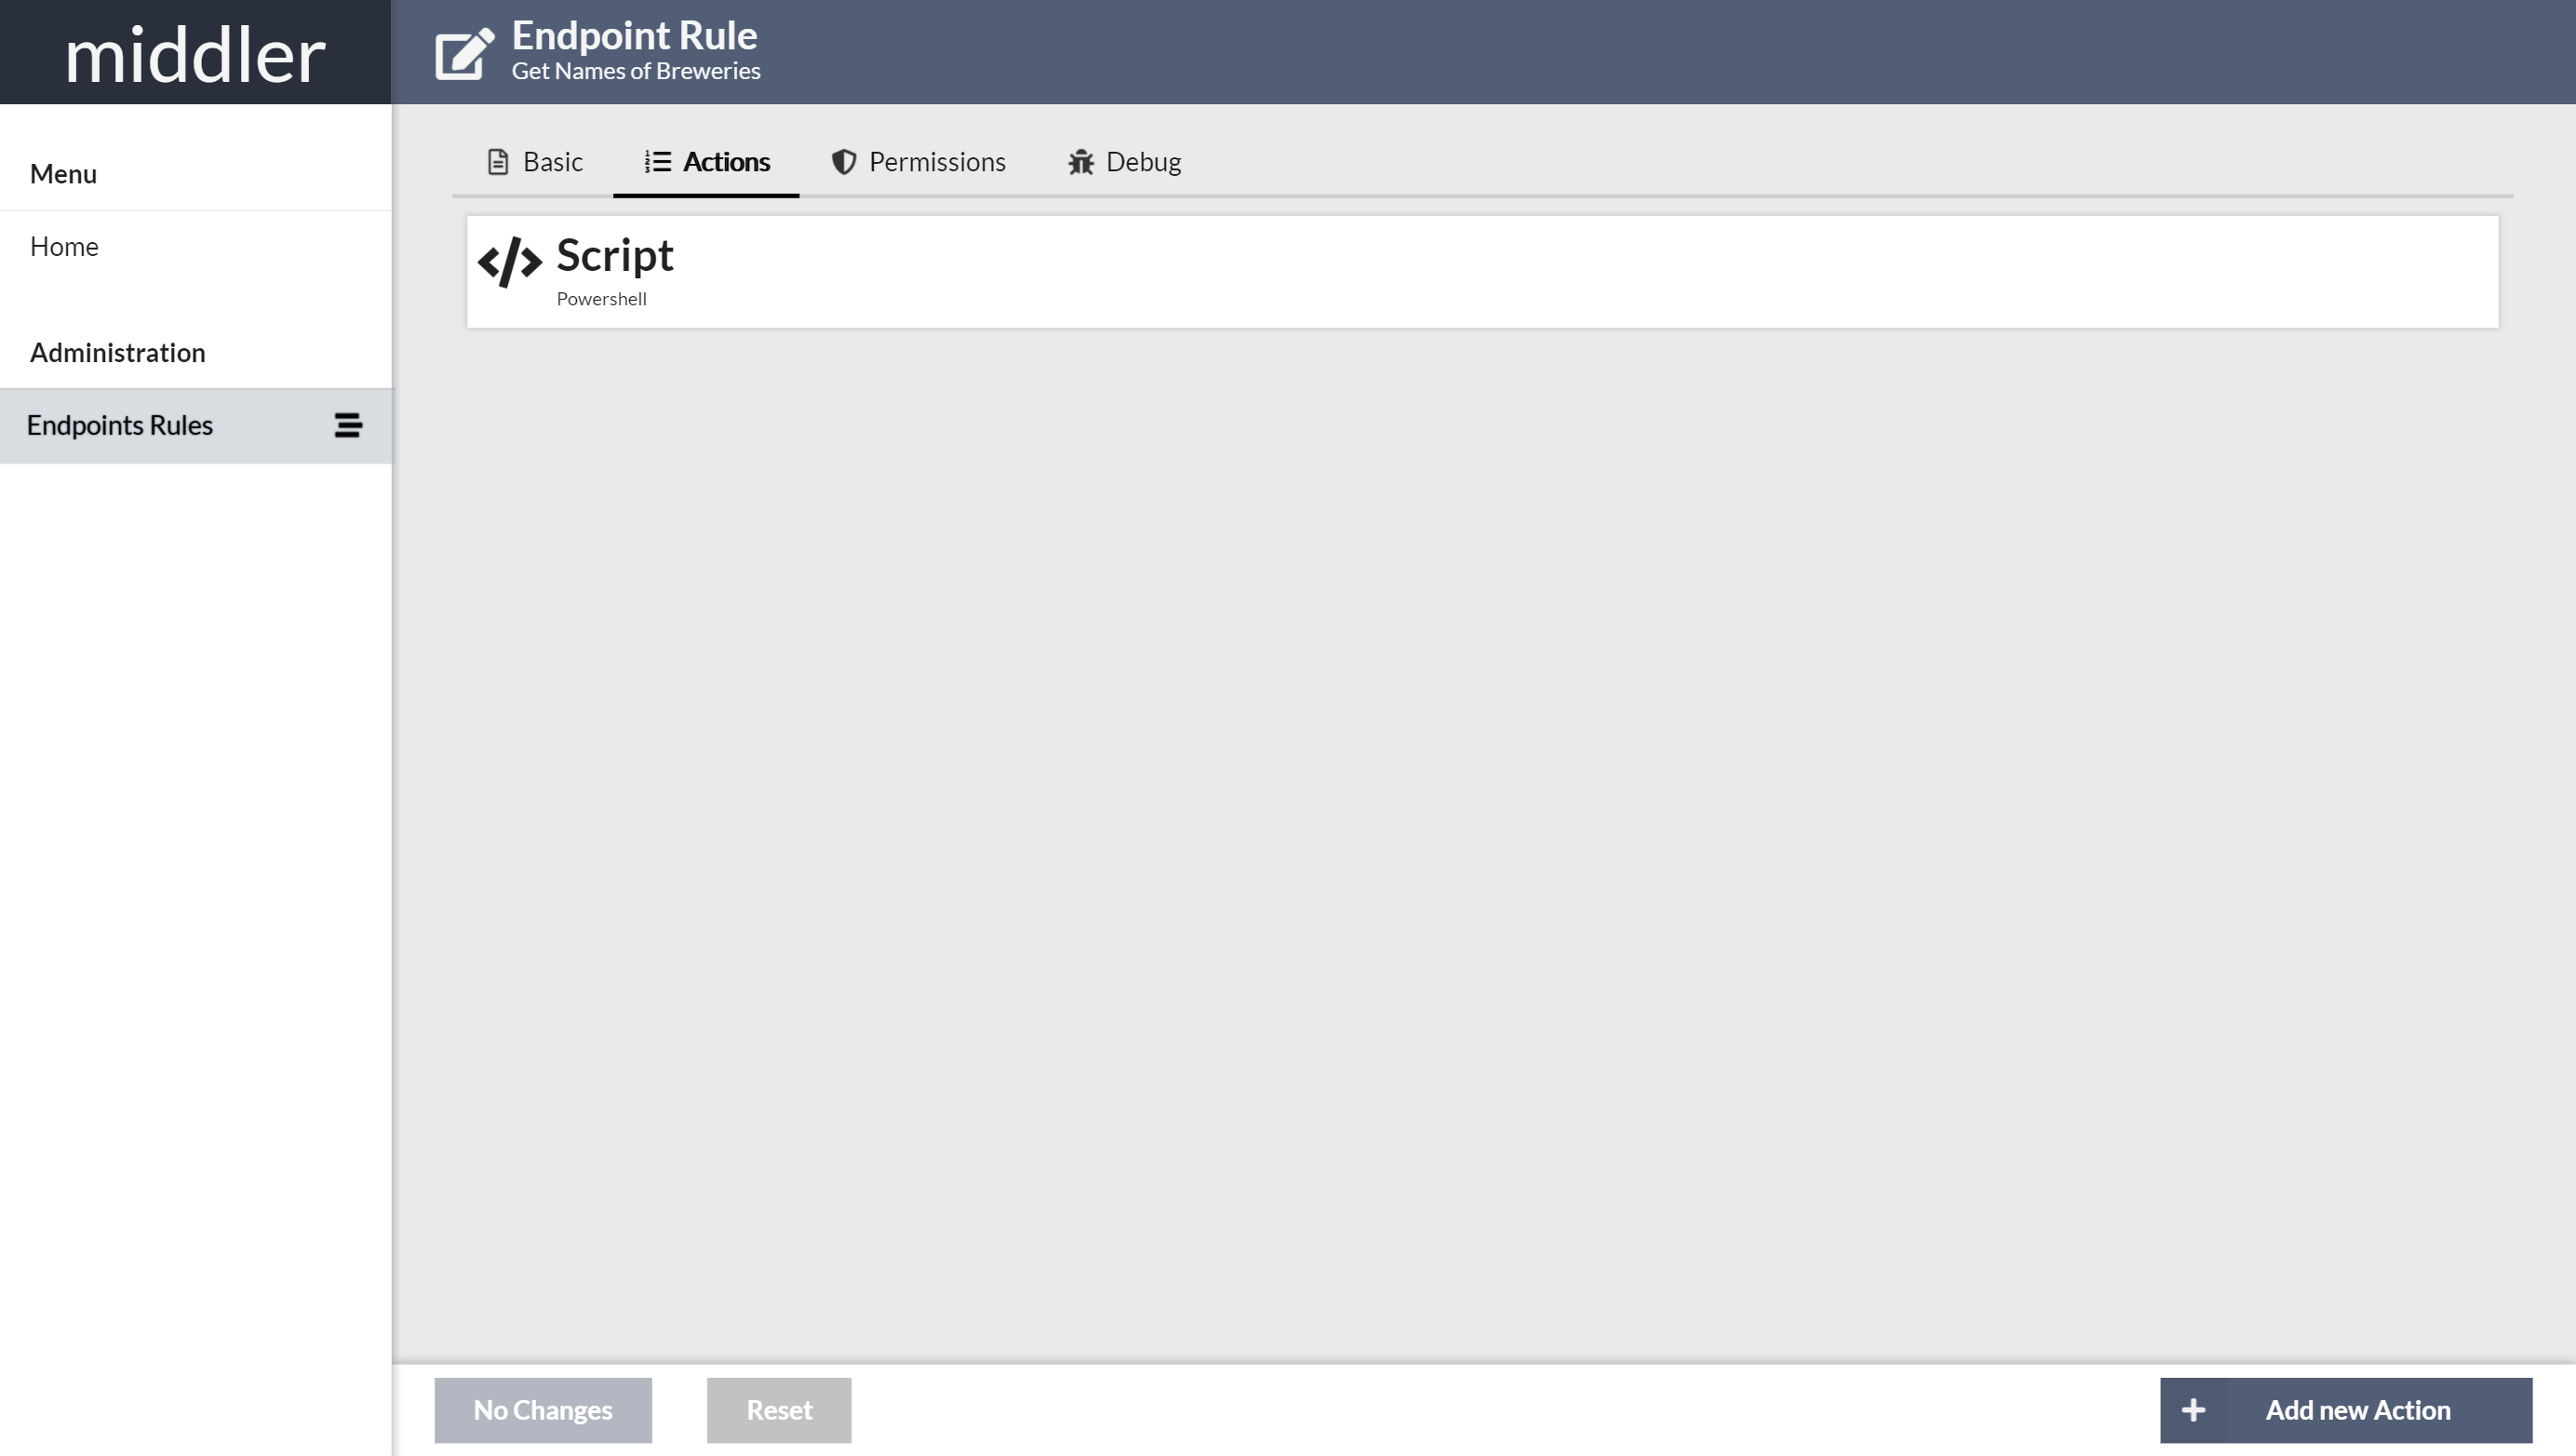 middler
Endpoint Rule
Get Names of Breweries
Menu
Home
Administration
Endpoints Rules
Basic
Actions
Permissions
Debug
Script
Powershell
No Changes
Reset
Add new Action